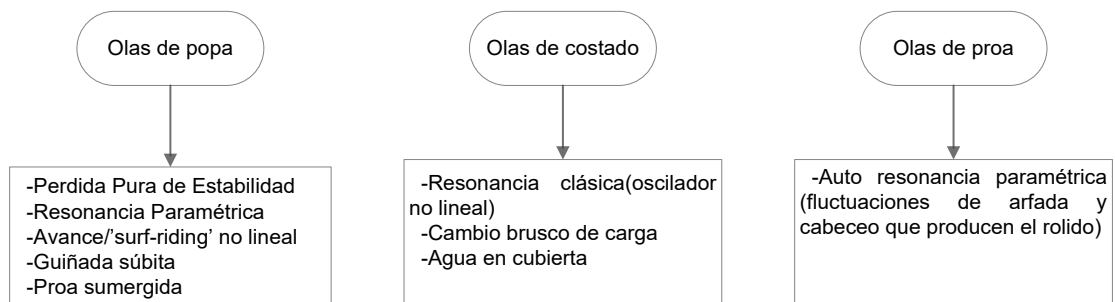 Olas de popa
-Perdida Pura de Estabilidad
-Resonancia Paramétrica
-Avance/’surf-riding’ no lineal
-Guiñada súbita
-Proa sumergida
Olas de costado
-Resonancia clásica(oscilador
no lineal)
-Cambio brusco de carga
-Agua en cubierta
Olas de proa
-Auto resonancia paramétrica
(fluctuaciones de arfada y
cabeceo que producen el rolido)